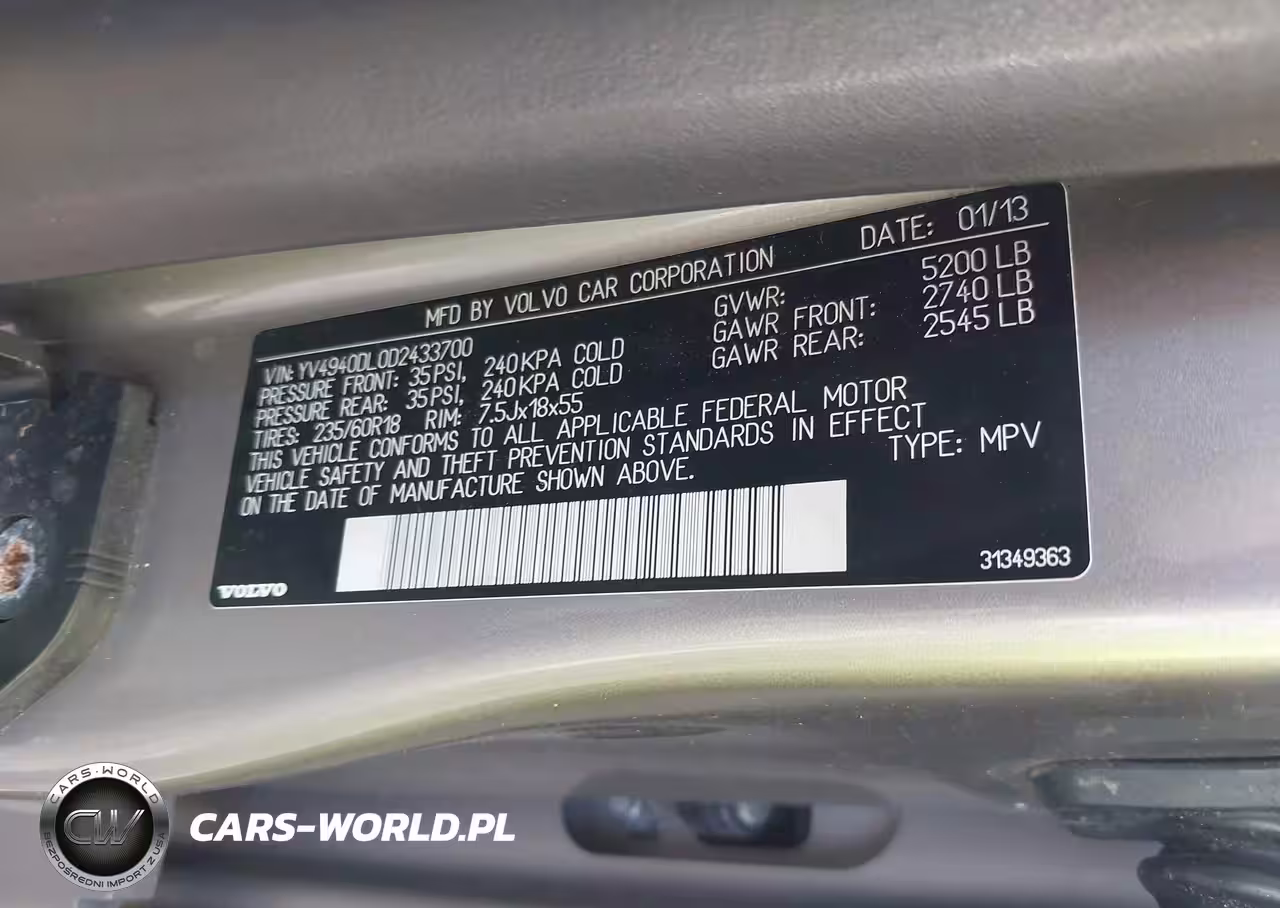 MFD BY VOLVO CAR CORPORATION DATE: 01/13
VIN: YV4940DL0D2433700 GVWR: 5200 LB
PRESSURE FRONT: 35PSI, 240KPA COLD GAWR FRONT: 2740 LB
PRESSURE REAR: 35PSI, 240KPA COLD GAWR REAR: 2545 LB
TIRES: 235/60R18 RIM: 7.5Jx18x55
THIS VEHICLE CONFORMS TO ALL APPLICABLE FEDERAL MOTOR
VEHICLE SAFETY AND THEFT PREVENTION STANDARDS IN EFFECT
ON THE DATE OF MANUFACTURE SHOWN ABOVE. TYPE: MPV
31349363
VOLVO
CARS-WORLD
CW
BEZPOŚREDNI IMPORT Z USA
CARS-WORLD.PL